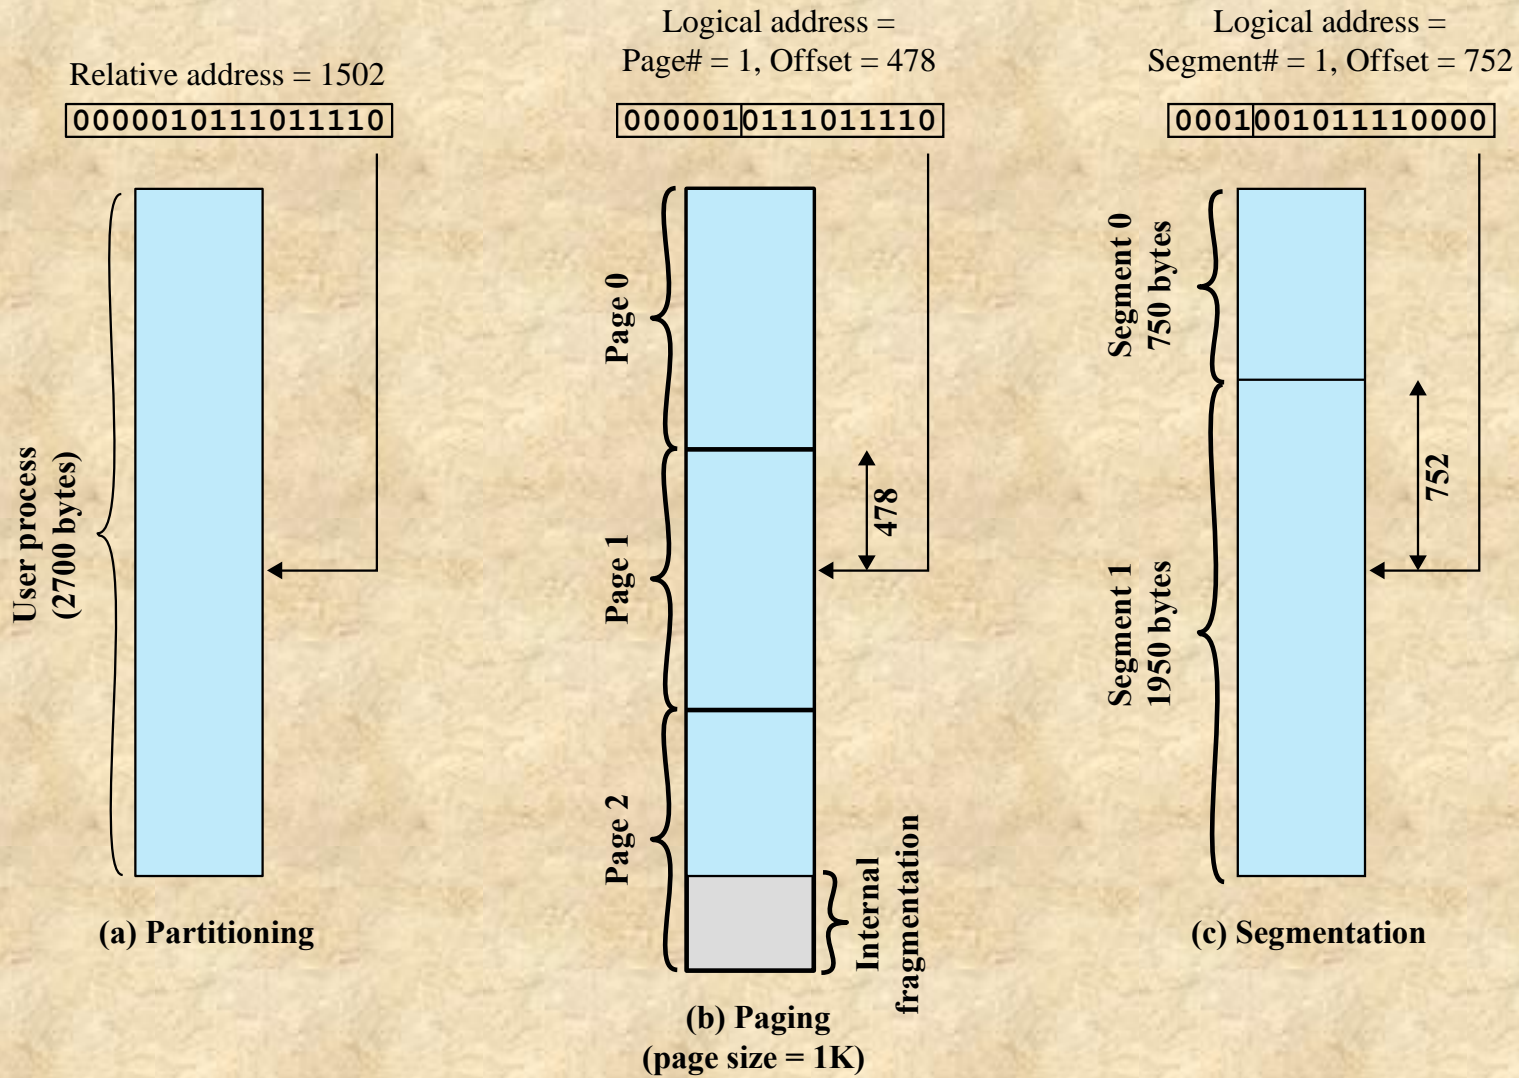 Relative address = 1502
0000010111011110
User process
(2700 bytes)
(a) Partitioning
Logical address =
Page# = 1, Offset = 478
0000010111011110
Page 0
Page 1
Page 2
478
Internal
fragmentation
(b) Paging
(page size = 1K)
Logical address =
Segment# = 1, Offset = 752
0001001011110000
Segment 0
750 bytes
Segment 1
1950 bytes
752
(c) Segmentation